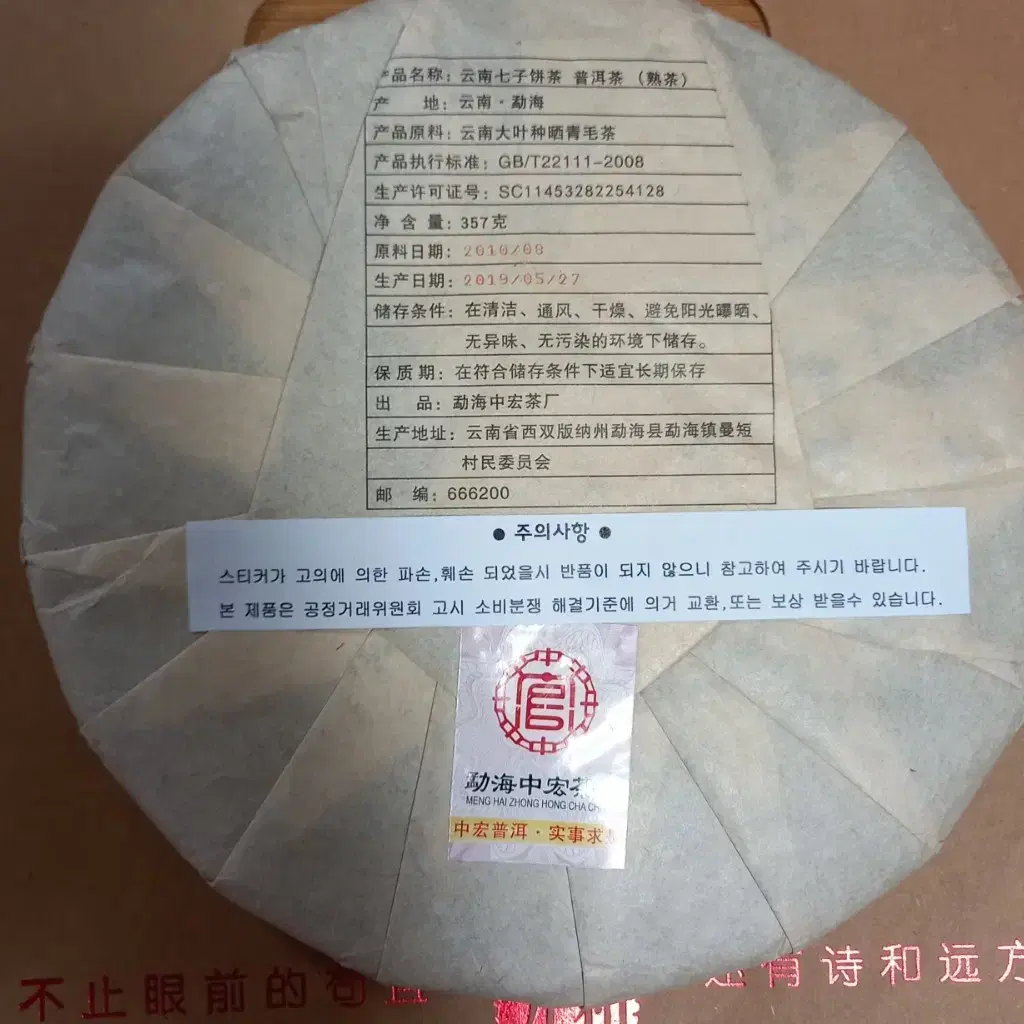 产品名称：云南七子饼茶 普洱茶 （熟茶）
产 地：云南·勐海
产品原料：云南大叶种晒青毛茶
产品执行标准：GB/T22111-2008
生产许可证号：SC11453282254128
净 含 量：357克
原料日期：2010/08
生产日期：2019/05/27
储存条件：在清洁、通风、干燥、避免阳光曝晒、
无异味、无污染的环境下储存。
保 质 期：在符合储存条件下适宜长期保存
出 品：勐海中宏茶厂
生产地址：云南省西双版纳州勐海县勐海镇曼短
村民委员会
邮 编：666200
● 주의사항 ●
스티커가 고의에 의한 파손,훼손 되었을시 반품이 되지 않으니 참고하여 주시기 바랍니다.
본 제품은 공정거래위원회 고시 소비분쟁 해결기준에 의거 교환,또는 보상 받을수 있습니다.
勐海中宏茶
MENG HAI ZHONG HONG CHA CH
中宏普洱·实事求
不止眼前的苟且
还有诗和远方